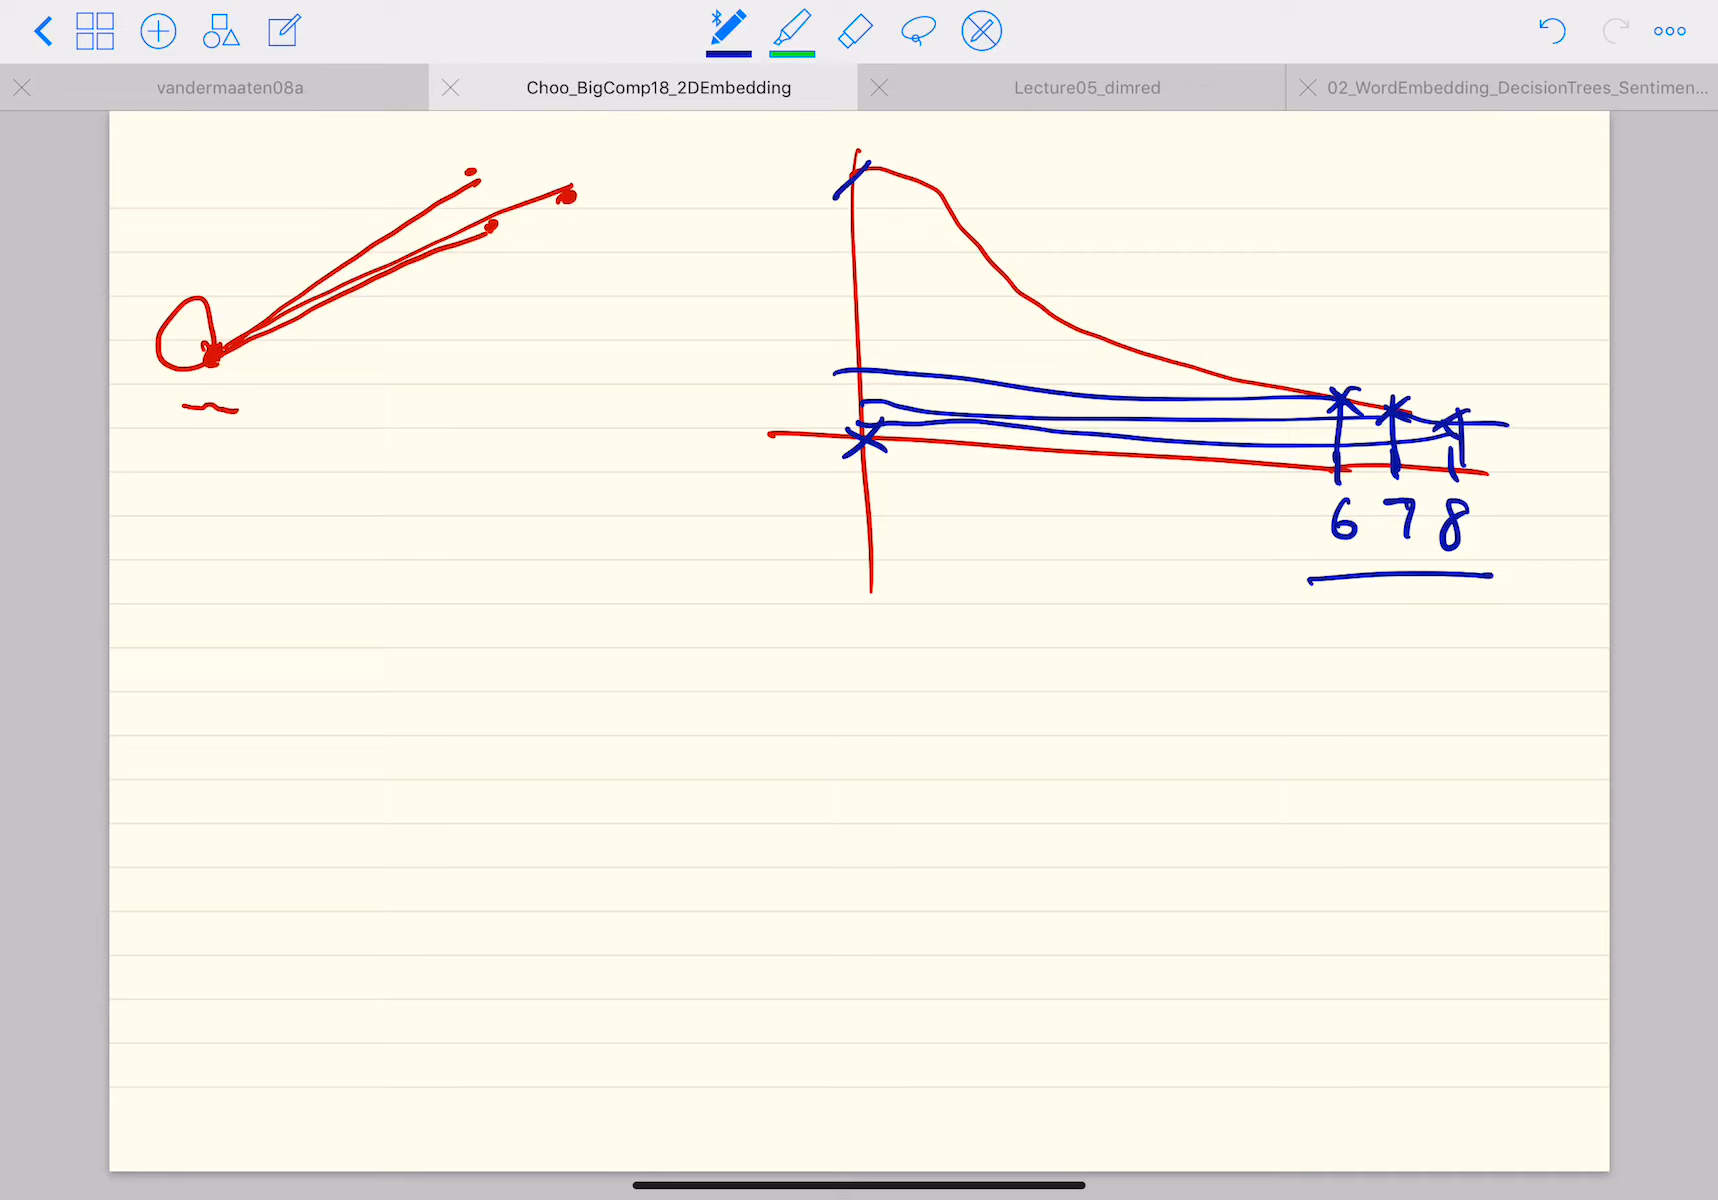 vandermaaten08a
Choo_BigComp18_2DEmbedding
Lecture05_dimred
02_WordEmbedding_DecisionTrees_Sentimen...
6 7 8